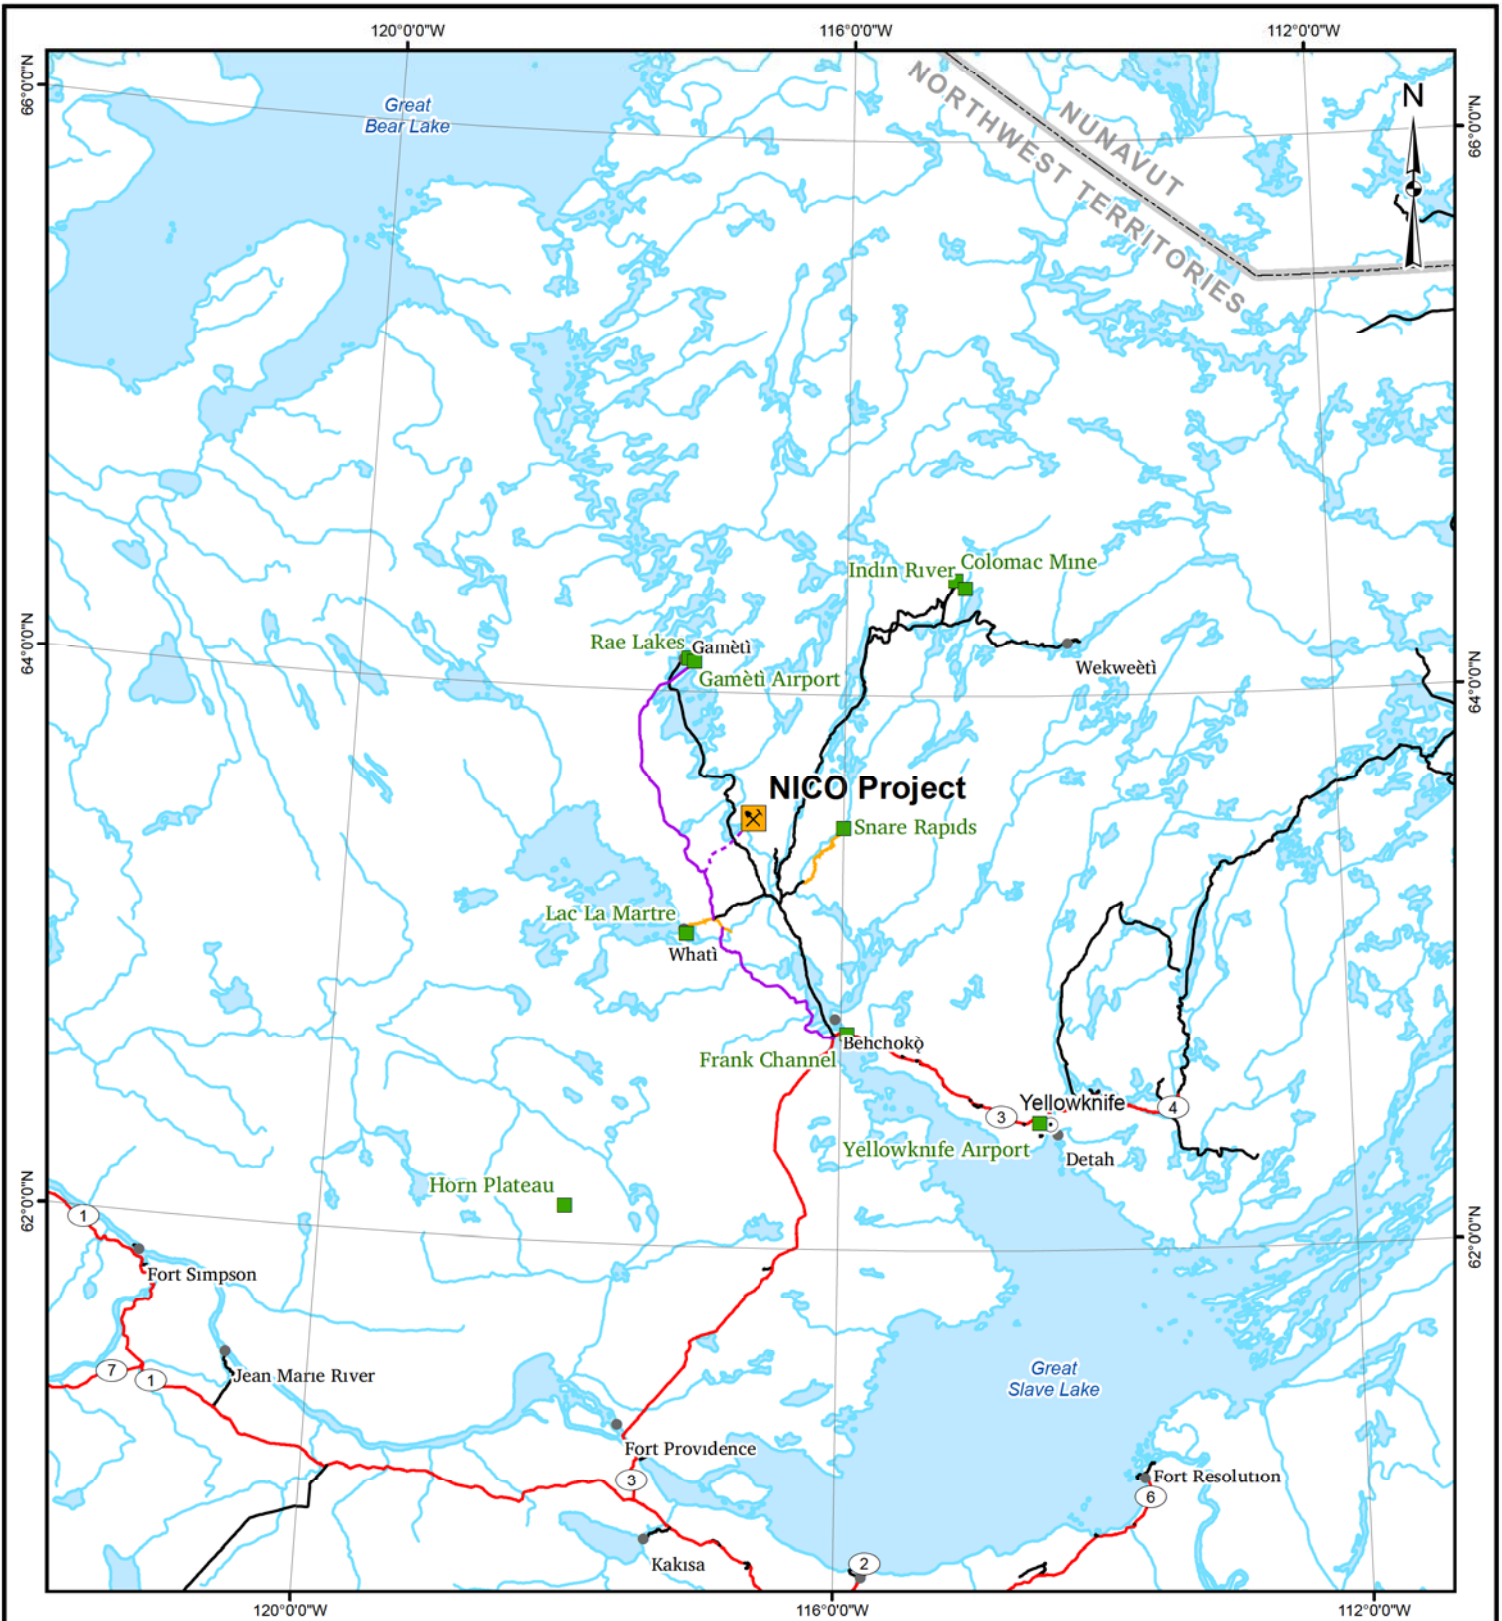 120°0'0"W
116°0'0"W
112°0'0"W
66°0'0"N
66°0'0"N
Great
Bear Lake
N
NUNAVUT
NORTHWEST TERRITORIES
Colomac Mine
Indin River
64°0'0"N
64°0'0"N
Rae Lakes
Gamètì
Wekweètì
Gamètì Airport
NICO Project
Snare Rapids
Lac La Martre
Whatì
Behchokǫ̀
Frank Channel
Yellowknife
3
4
Yellowknife Airport
Detah
Horn Plateau
62°0'0"N
62°0'0"N
1
Fort Simpson
7
1
Jean Marie River
Great
Slave Lake
Fort Providence
3
Fort Resolution
6
Kakisa
2
120°0'0"W
116°0'0"W
112°0'0"W